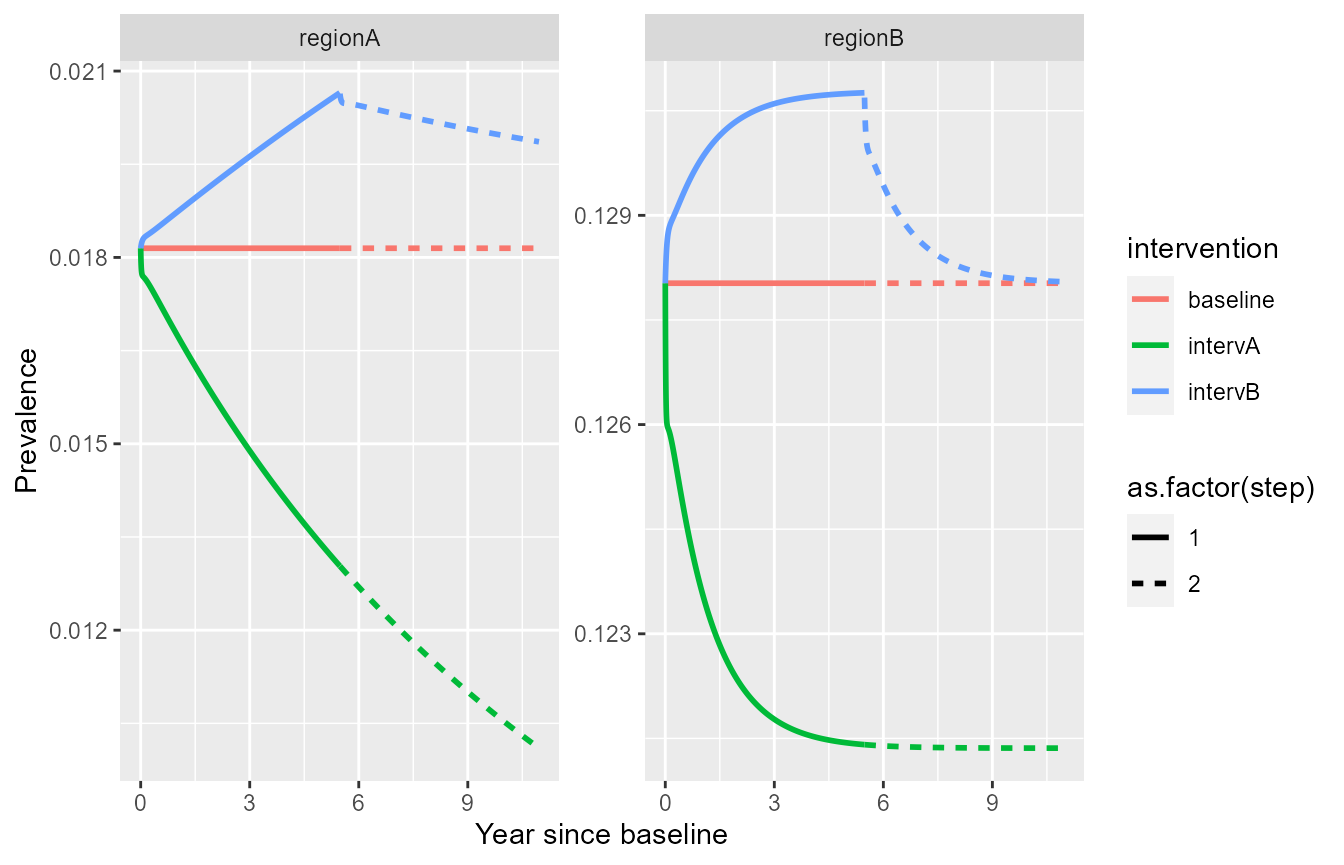 regionA
regionB
Prevalence
0.021
0.018
0.015
0.012
0.129
0.126
0.123
0 3 6 9
0 3 6 9
Year since baseline
intervention
baseline
intervA
intervB
as.factor(step)
1
2